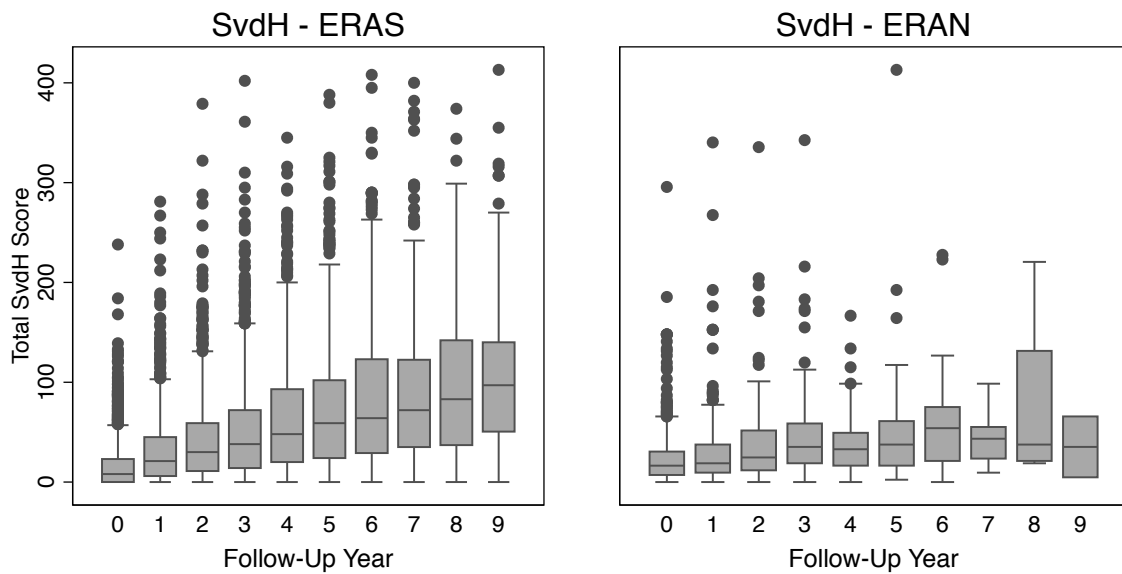 SvdH - ERAS
SvdH - ERAN
Total SvdH Score
400
300
200
100
0
0 1 2 3 4 5 6 7 8 9
0 1 2 3 4 5 6 7 8 9
Follow-Up Year
Follow-Up Year